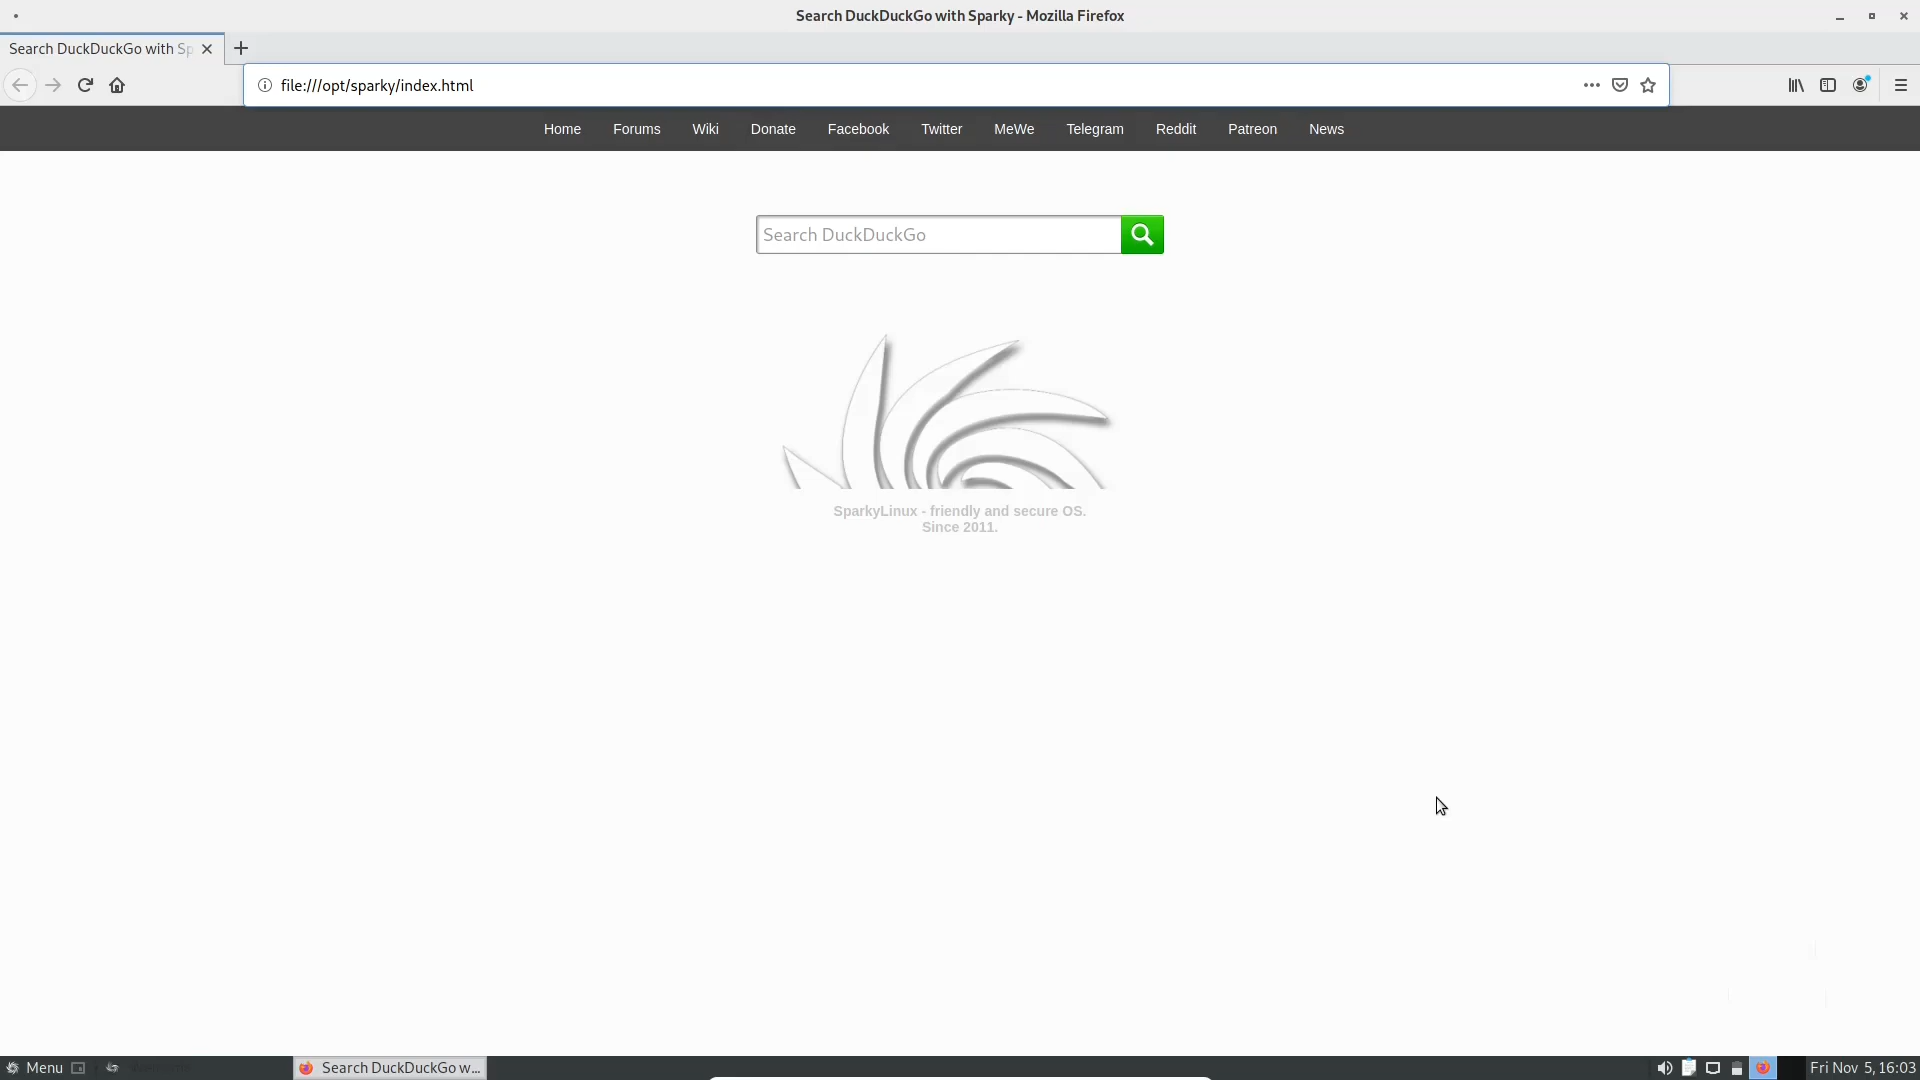 Search DuckDuckGo with Sparky - Mozilla Firefox
Search DuckDuckGo with Sp
file:///opt/sparky/index.html
Home Forums Wiki Donate Facebook Twitter MeWe Telegram Reddit Patreon News
Search DuckDuckGo
SparkyLinux - friendly and secure OS.
Since 2011.
Menu
Search DuckDuckGo w...
Fri Nov 5, 16:03